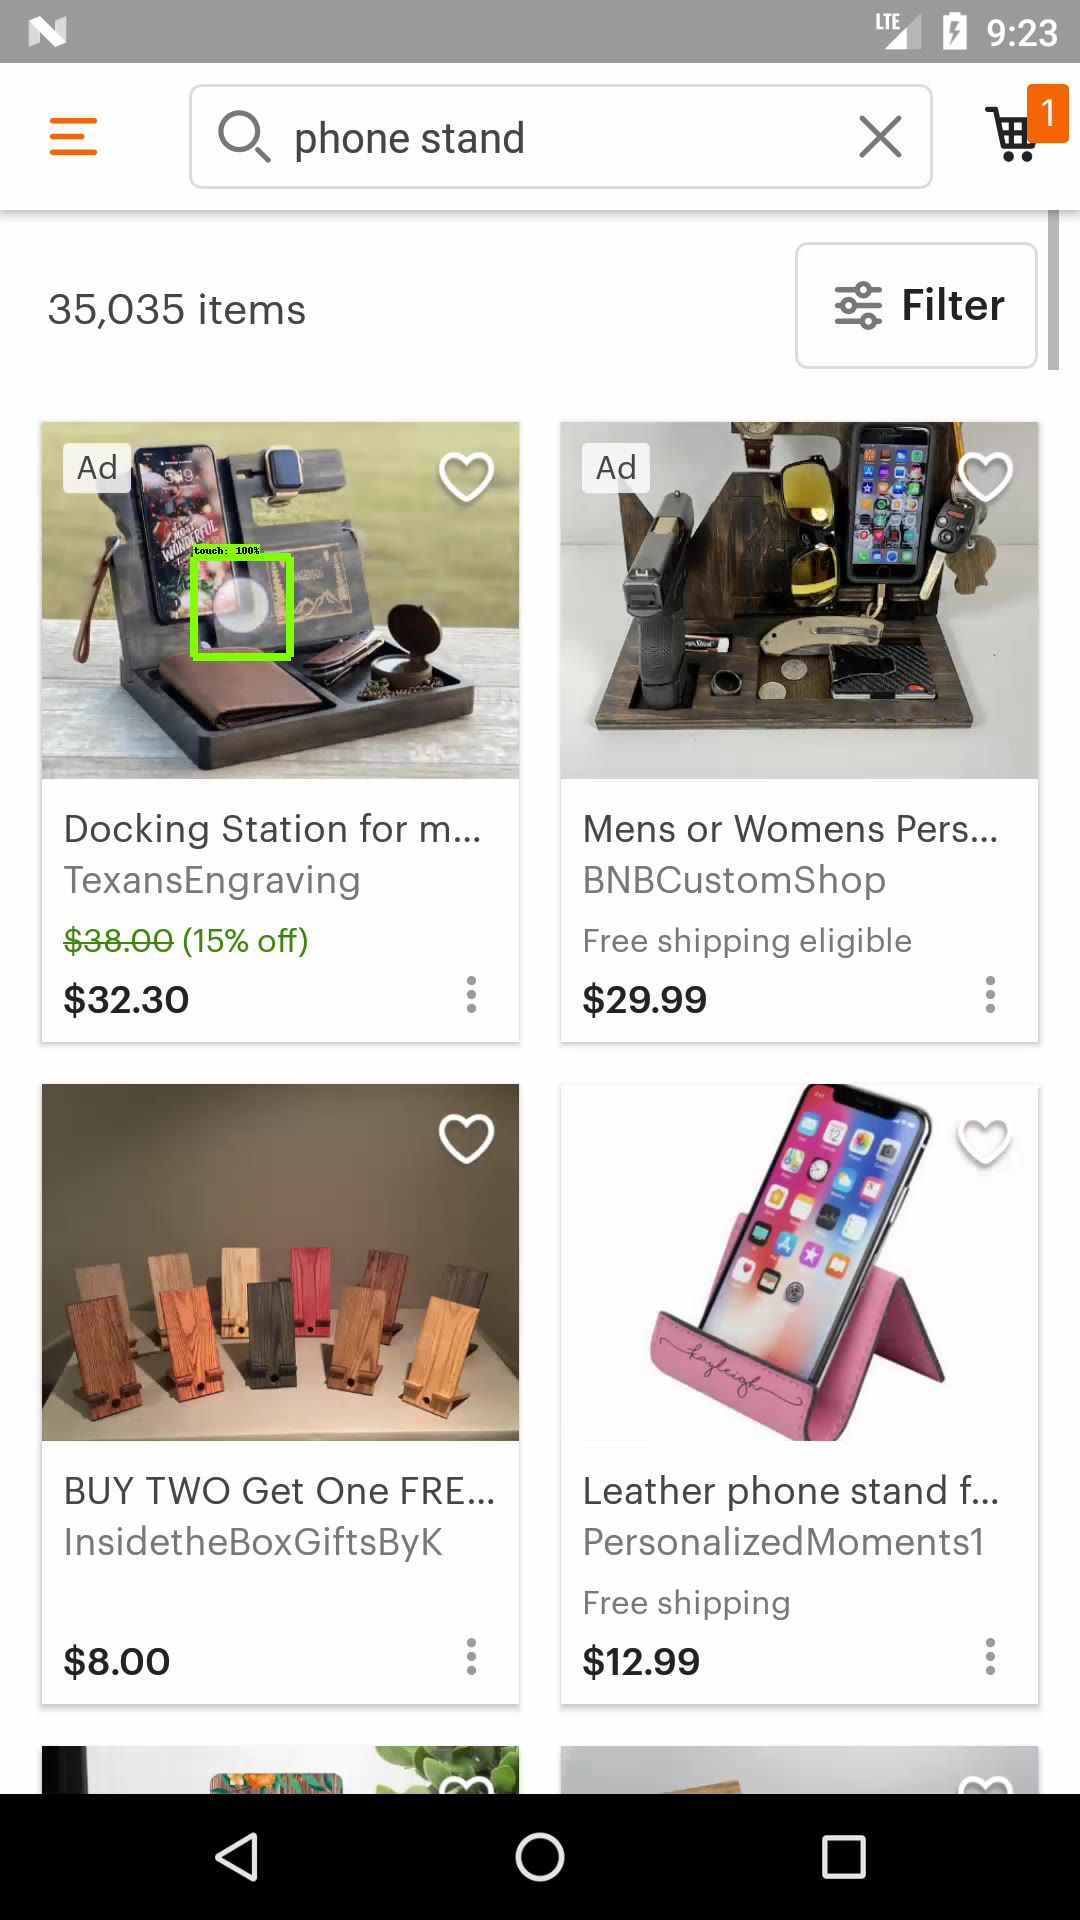 LTE
9:23
phone stand
1
35,035 items
Filter
Ad
Ad
touch: 100%
WONDERFUL
Docking Station for m...
TexansEngraving
$38.00 (15% off)
$32.30
Mens or Womens Pers...
BNBCustomShop
Free shipping eligible
$29.99
kayleigh
BUY TWO Get One FRE...
InsidetheBoxGiftsByK
$8.00
Leather phone stand f...
PersonalizedMoments1
Free shipping
$12.99